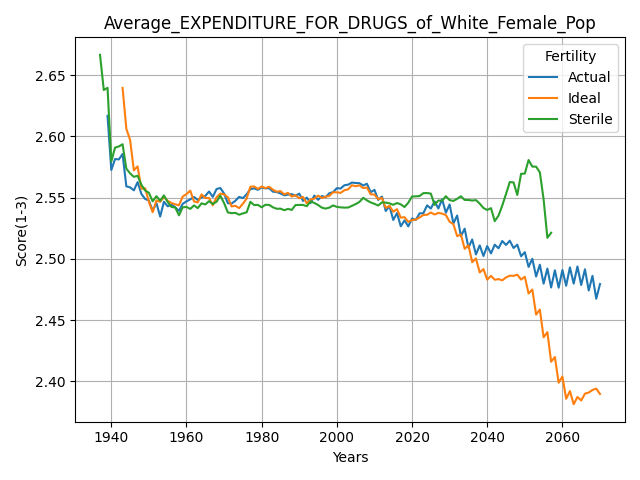 Average_EXPENDITURE_FOR_DRUGS_of_White_Female_Pop
Fertility
Actual
Ideal
Sterile
Score(1-3)
2.65
2.60
2.55
2.50
2.45
2.40
1940 1960 1980 2000 2020 2040 2060
Years